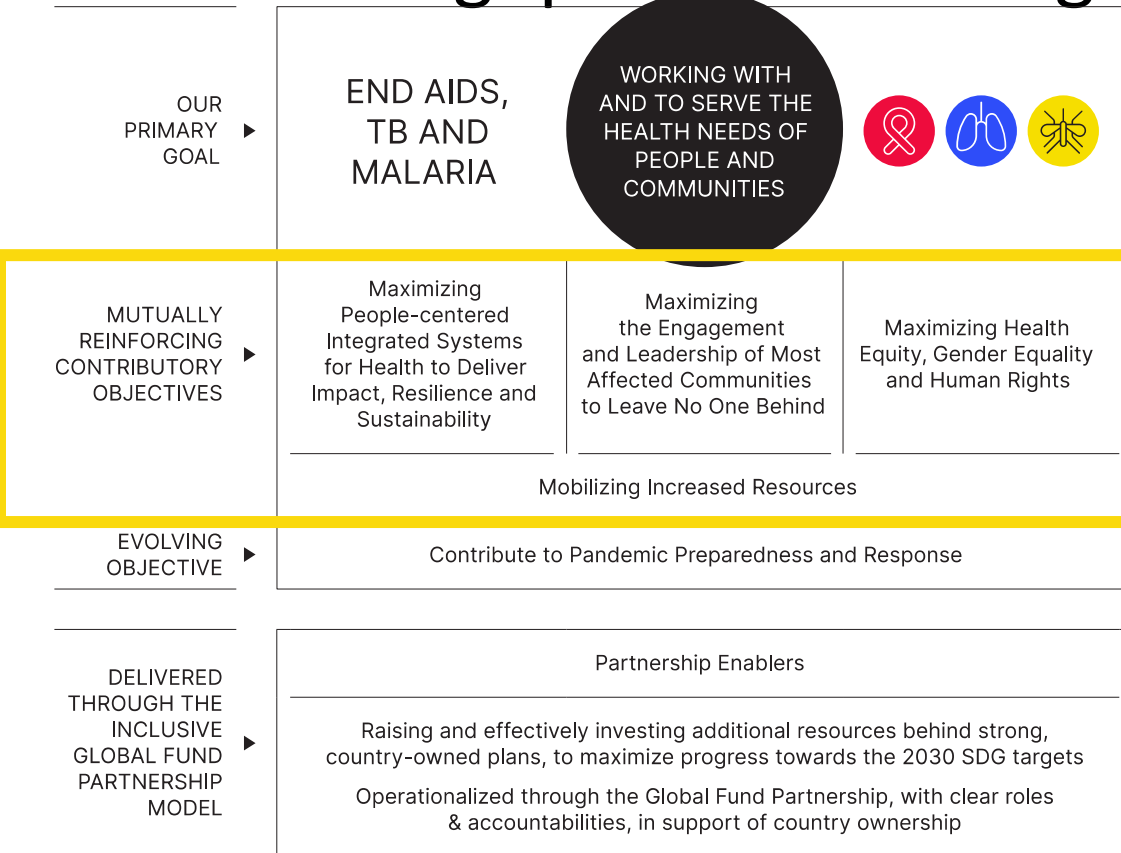 OUR
PRIMARY
GOAL
END AIDS,
TB AND
MALARIA
WORKING WITH
AND TO SERVE THE
HEALTH NEEDS OF
PEOPLE AND
COMMUNITIES
MUTUALLY
REINFORCING
CONTRIBUTORY
OBJECTIVES
Maximizing
People-centered
Integrated Systems
for Health to Deliver
Impact, Resilience and
Sustainability
Maximizing
the Engagement
and Leadership of Most
Affected Communities
to Leave No One Behind
Maximizing Health
Equity, Gender Equality
and Human Rights
Mobilizing Increased Resources
EVOLVING
OBJECTIVE
Contribute to Pandemic Preparedness and Response
DELIVERED
THROUGH THE
INCLUSIVE
GLOBAL FUND
PARTNERSHIP
MODEL
Partnership Enablers
Raising and effectively investing additional resources behind strong,
country-owned plans, to maximize progress towards the 2030 SDG targets
Operationalized through the Global Fund Partnership, with clear roles
& accountabilities, in support of country ownership